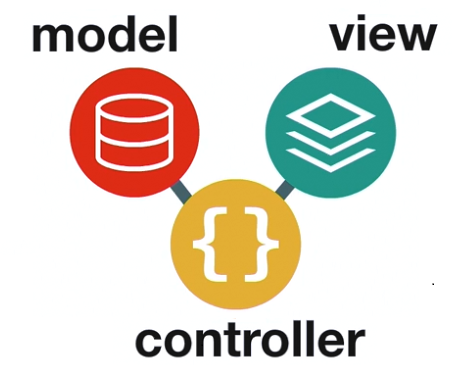 model
view
{ }
controller